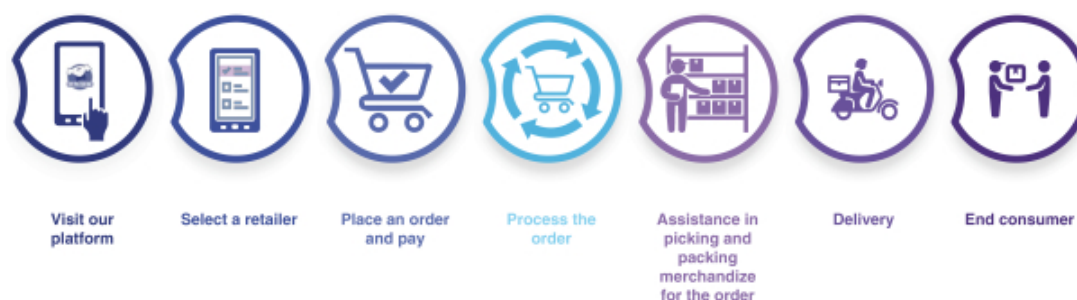 Visit our
platform
Select a retailer
Place an order
and pay
Process the
order
Assistance in
picking and
packing
merchandize
for the order
Delivery
End consumer